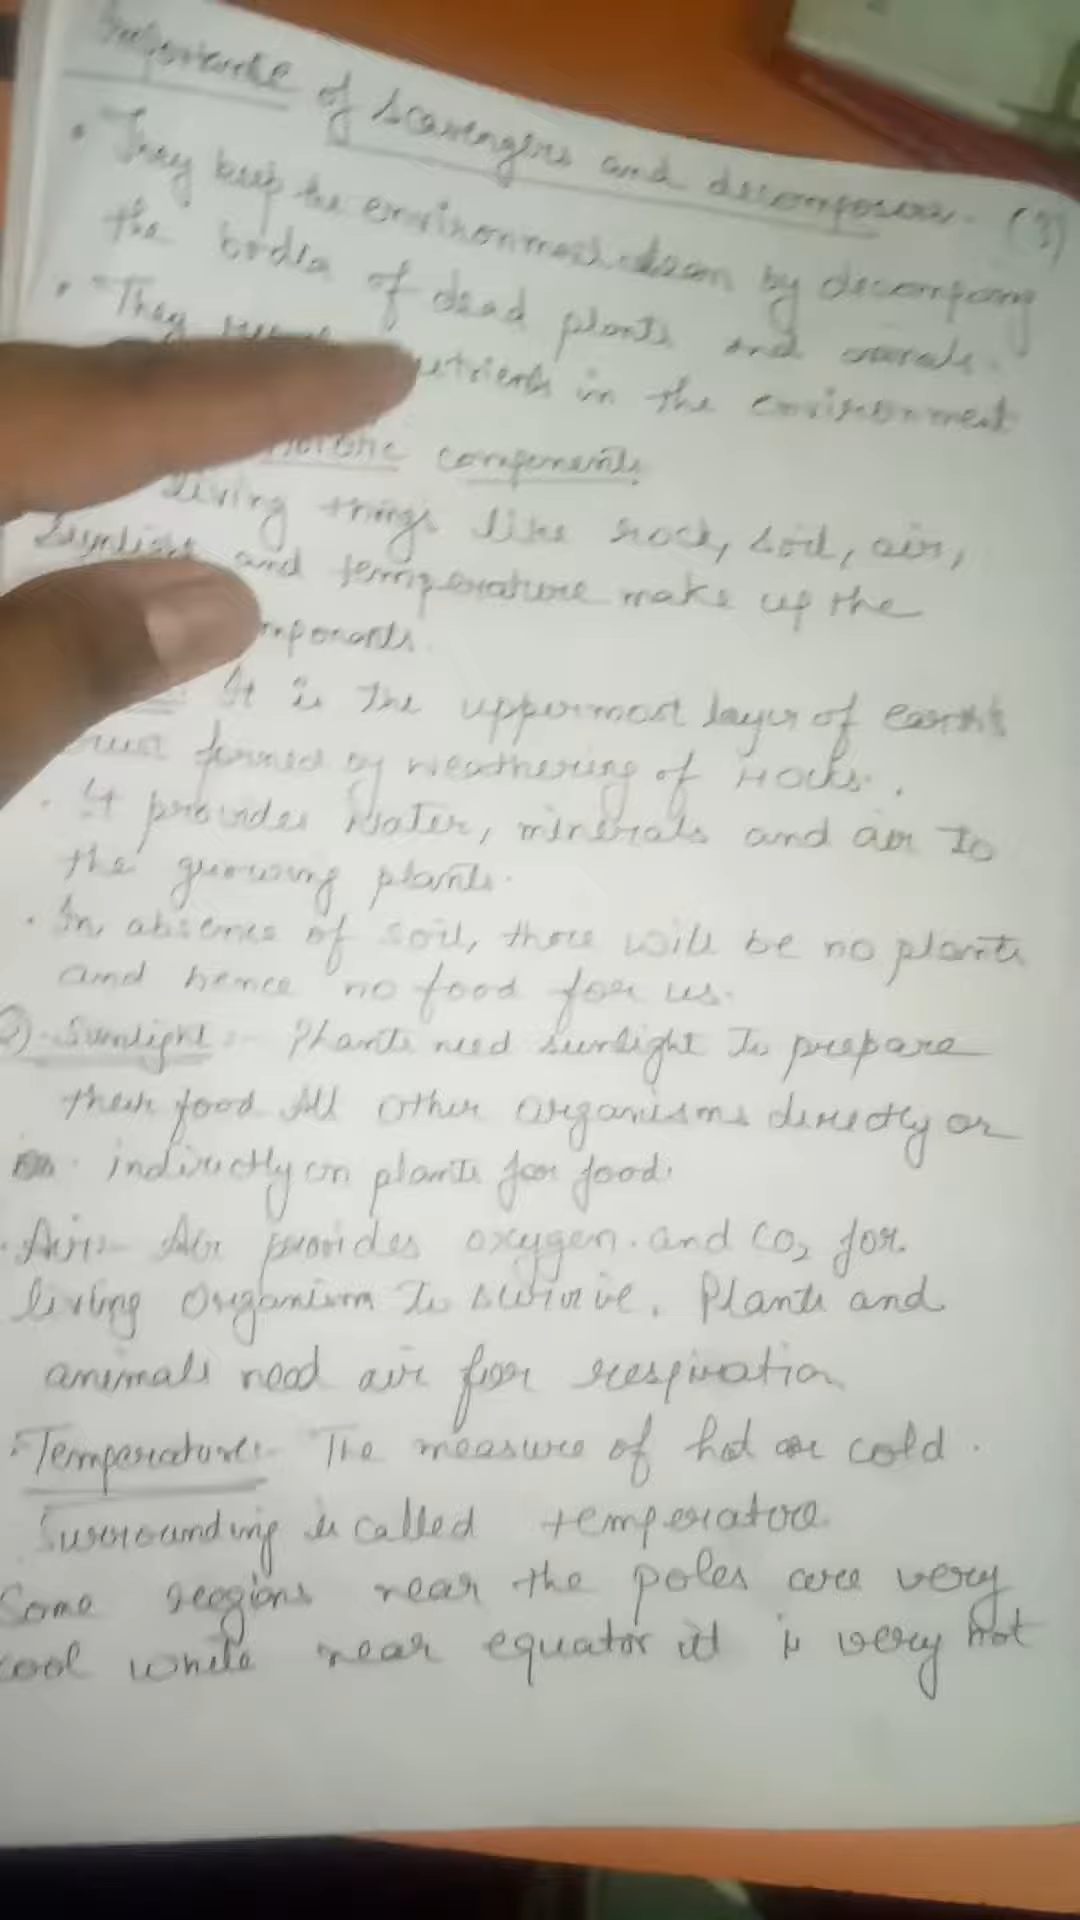 Importance of scavengers and decomposers. (3)
• They keep the environment clean by decomposing
the bodies of dead plants and animals.
• They in the environment
components
living things like rock, soil, air,
Sunlight and temperature make up the
It is the uppermost layer of earth's
formed by weathering of rocks.
• It provides water, minerals and air to
the growing plants.
• In absence of soil, there will be no plants
and hence no food for us.
2) Sunlight :- Plants need sunlight to prepare
their food All other organisms directly or
indirectly on plants for food.
• Air:- Air provides oxygen and CO₂ for
living organism to survive. Plants and
animals need air for respiration
• Temperature:- The measure of hot or cold.
Surrounding is called temperature
Some regions near the poles are very
cool while near equator it is very hot